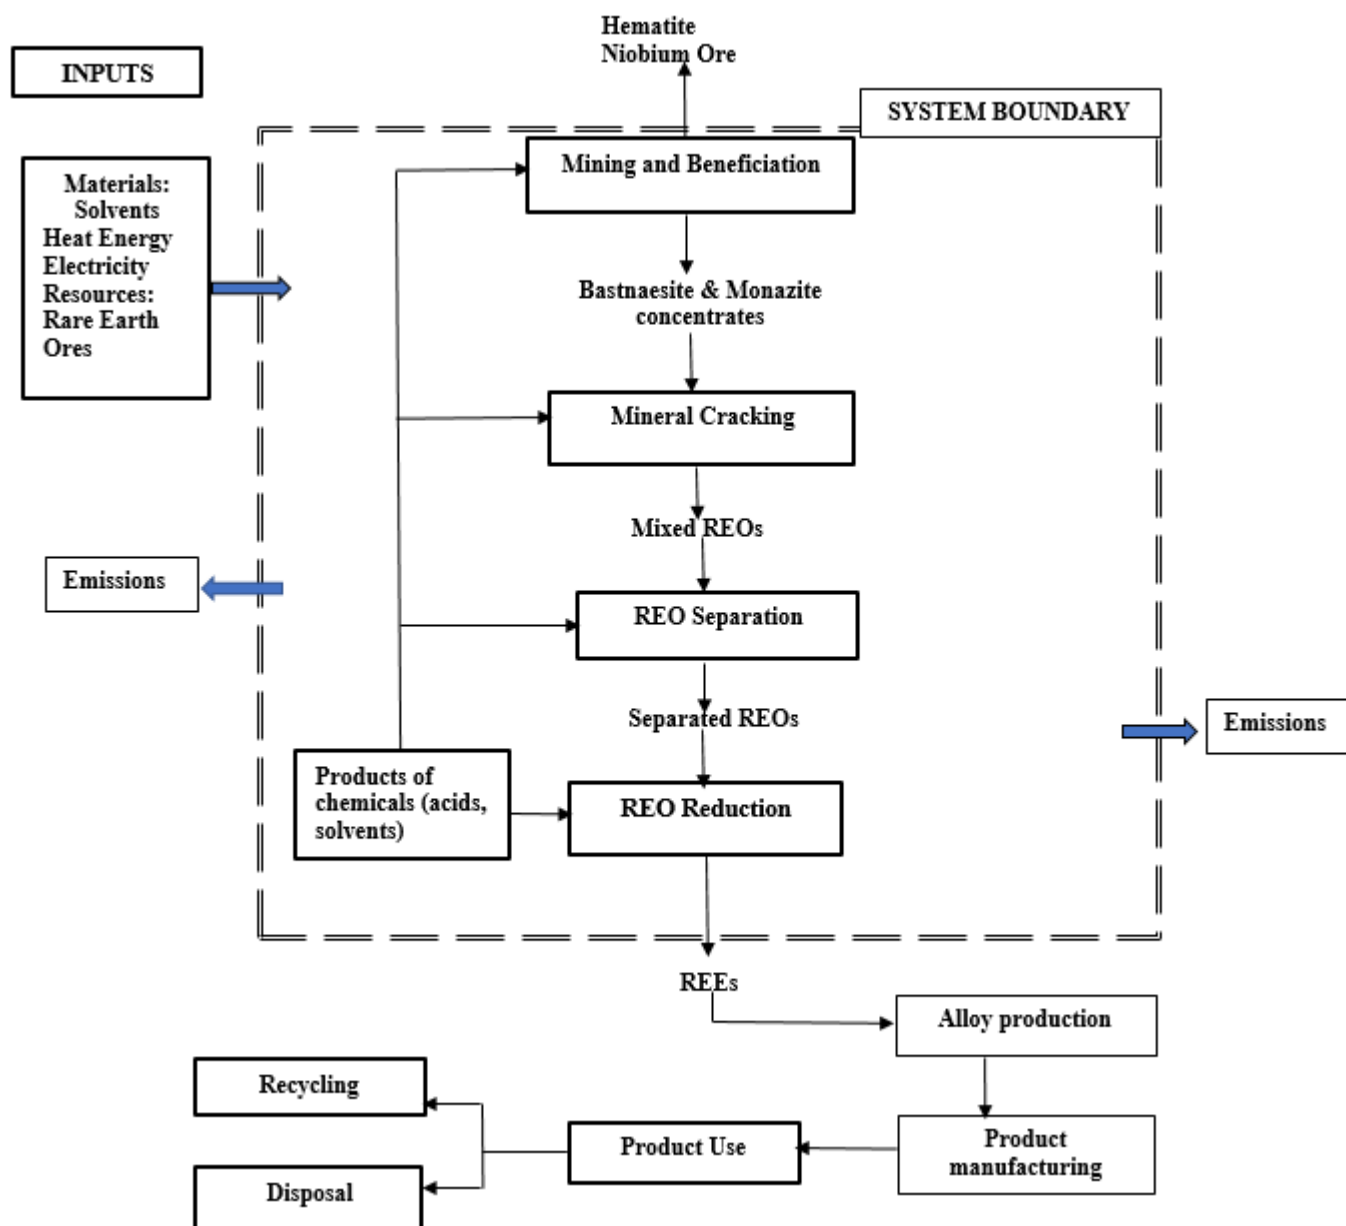 Hematite
Niobium Ore
INPUTS
SYSTEM BOUNDARY
Mining and Beneficiation
Materials:
Solvents
Heat Energy
Electricity
Resources:
Rare Earth
Ores
Bastnaesite & Monazite
concentrates
Mineral Cracking
Mixed REOs
Emissions
REO Separation
Separated REOs
Emissions
Products of
chemicals (acids,
solvents)
REO Reduction
REEs
Alloy production
Recycling
Product Use
Product
manufacturing
Disposal